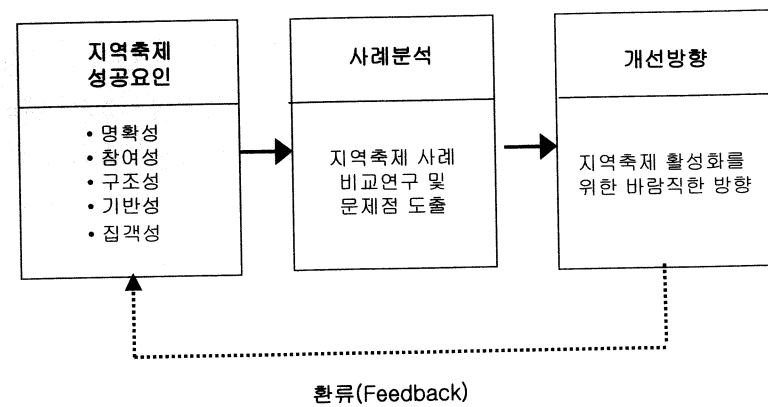 지역축제
성공요인
• 명확성
• 참여성
• 구조성
• 기반성
• 집객성
사례분석
지역축제 사례
비교연구 및
문제점 도출
개선방향
지역축제 활성화를
위한 바람직한 방향
환류(Feedback)